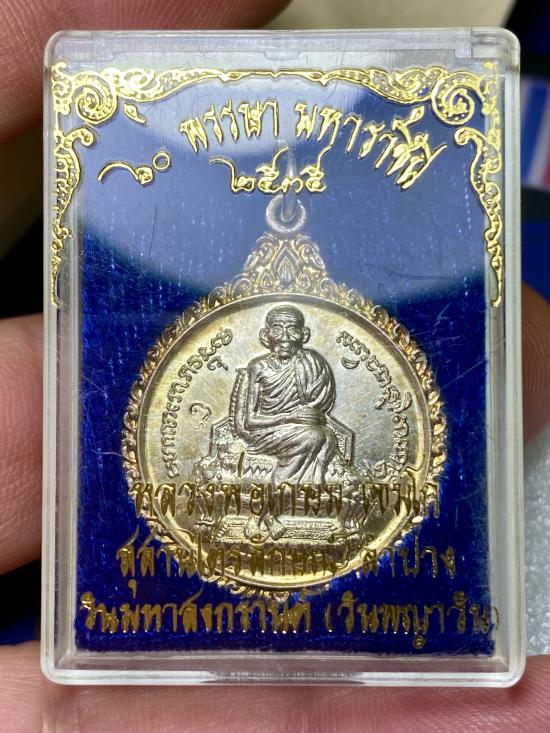 ๖๐ พรรษา มหาราชินี
๒๕๓๕
หลวงพ่อเกษม เขมโก
สุสานไตรลักษณ์ ลำปาง
วันมหาสงกรานต์ (วันพญาวัน)